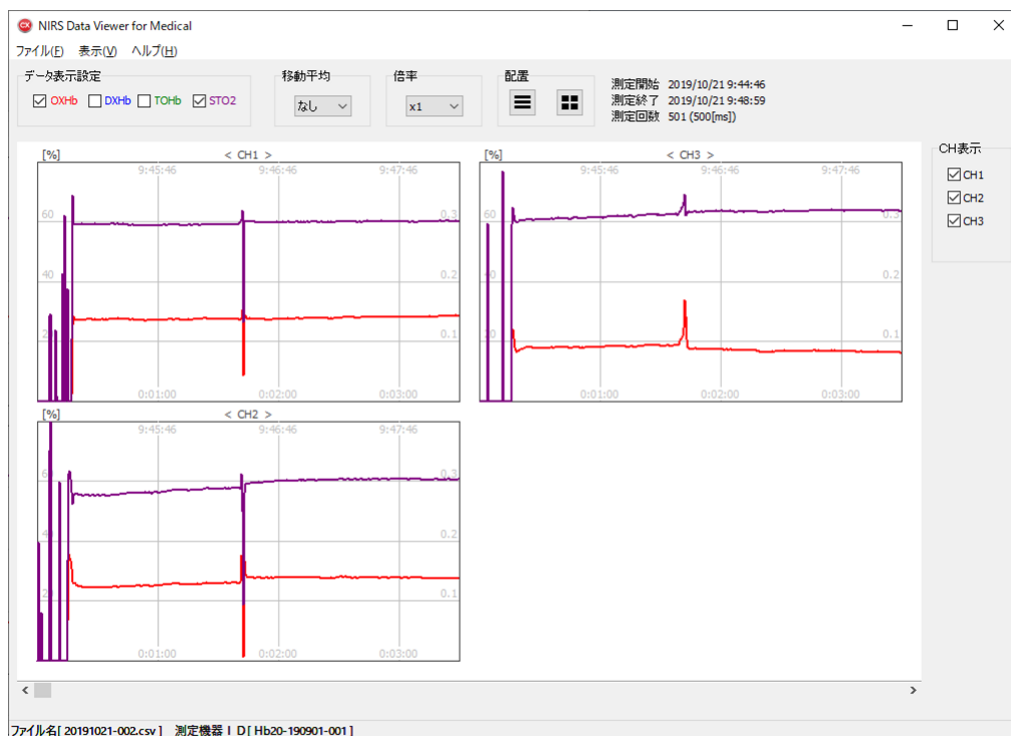 CX NIRS Data Viewer for Medical
ファイル(F) 表示(V) ヘルプ(H)
データ表示設定
OXHb DXHb TOHb STO2
移動平均
なし
倍率
x1
配置
測定開始 2019/10/21 9:44:46
測定終了 2019/10/21 9:48:59
測定回数 501 (500[ms])
[%] < CH1 >
9:45:46 9:46:46 9:47:46
60 0.3
40 0.2
20 0.1
0:01:00 0:02:00 0:03:00
[%] < CH3 >
9:45:46 9:46:46 9:47:46
60 0.3
40 0.2
20 0.1
0:01:00 0:02:00 0:03:00
CH表示
CH1
CH2
CH3
[%] < CH2 >
9:45:46 9:46:46 9:47:46
60 0.3
40 0.2
20 0.1
0:01:00 0:02:00 0:03:00
ファイル名[ 20191021-002.csv ] 測定機器ＩＤ[ Hb20-190901-001 ]